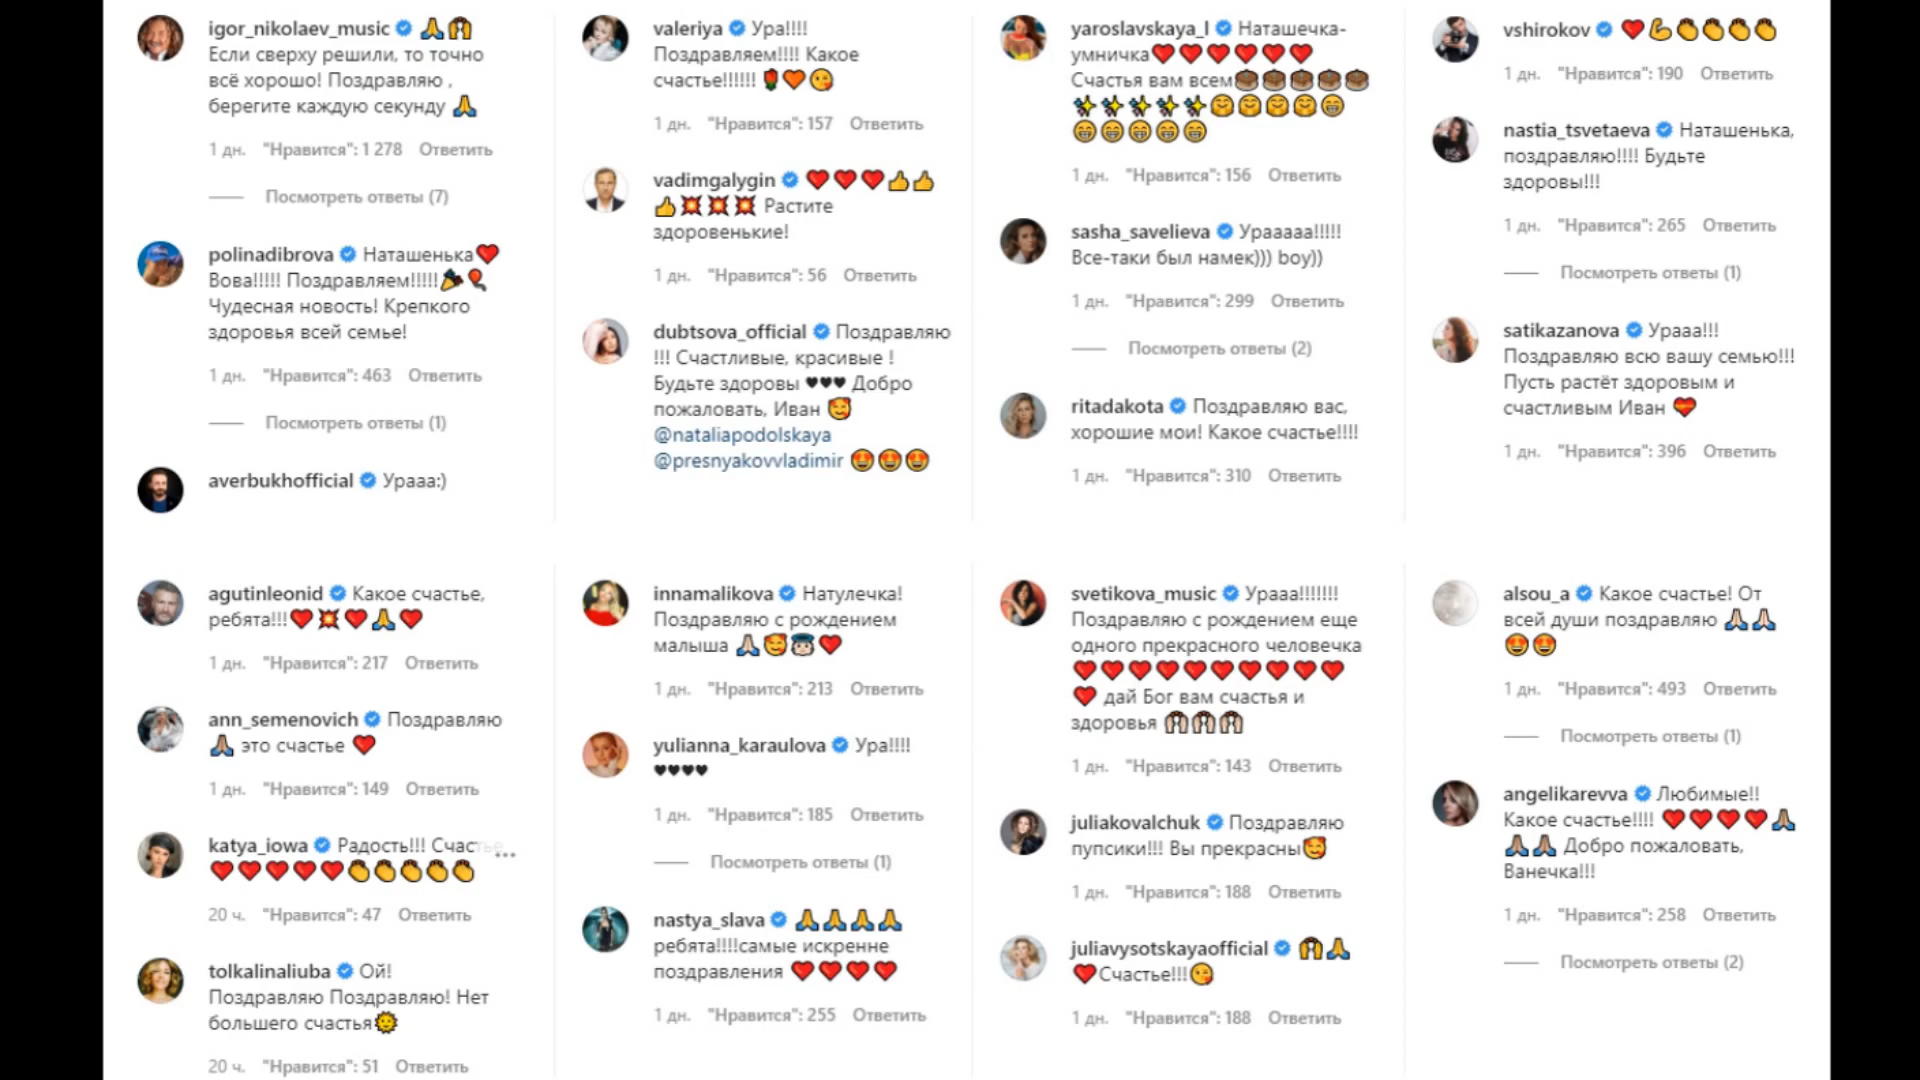 igor_nikolaev_music 🙏🙌
Если сверху решили, то точно
всё хорошо! Поздравляю ,
берегите каждую секунду 🙏
1 дн. "Нравится": 1 278 Ответить
Посмотреть ответы (7)
polinadibrova Наташенька❤️
Вова!!!!! Поздравляем!!!!!🎉🎈
Чудесная новость! Крепкого
здоровья всей семье!
1 дн. "Нравится": 463 Ответить
Посмотреть ответы (1)
averbukhofficial Урааа:)
valeriya Ура!!!!
Поздравляем!!!! Какое
счастье!!!!!! 🌹🧡😘
1 дн. "Нравится": 157 Ответить
vadimgalygin ❤️❤️❤️👍👍
👍💥💥💥 Растите
здоровенькие!
1 дн. "Нравится": 56 Ответить
dubtsova_official Поздравляю
!!! Счастливые, красивые !
Будьте здоровы ♥♥♥ Добро
пожаловать, Иван 🥰
@nataliapodolskaya
@presnyakovvladimir 🤩🤩🤩
yaroslavskaya_l Наташечка-
умничка❤️❤️❤️❤️❤️❤️
Счастья вам всем🥞🥞🥞🥞🥞
✨✨✨✨✨🤗🤗🤗🤗😁
😁😁😁😁😁
1 дн. "Нравится": 156 Ответить
sasha_savelieva Урааааа!!!!!
Все-таки был намек))) boy))
1 дн. "Нравится": 299 Ответить
Посмотреть ответы (2)
ritadakota Поздравляю вас,
хорошие мои! Какое счастье!!!!
1 дн. "Нравится": 310 Ответить
vshirokov ❤️💪👏👏👏👏
1 дн. "Нравится": 190 Ответить
nastia_tsvetaeva Наташенька,
поздравляю!!!! Будьте
здоровы!!!
1 дн. "Нравится": 265 Ответить
Посмотреть ответы (1)
satikazanova Урааа!!!
Поздравляю всю вашу семью!!!
Пусть растёт здоровым и
счастливым Иван ❤️
1 дн. "Нравится": 396 Ответить
agutinleonid Какое счастье,
ребята!!!❤️💥❤️🙏❤️
1 дн. "Нравится": 217 Ответить
ann_semenovich Поздравляю
🙏 это счастье ❤️
1 дн. "Нравится": 149 Ответить
katya_iowa Радость!!! Счастье
❤️❤️❤️❤️❤️👏👏👏👏👏
20 ч. "Нравится": 47 Ответить
tolkalinaliuba Ой!
Поздравляю Поздравляю! Нет
большего счастья🌞
20 ч. "Нравится": 51 Ответить
innamalikova Натулечка!
Поздравляю с рождением
малыша 🙏🥰👼❤️
1 дн. "Нравится": 213 Ответить
yulianna_karaulova Ура!!!!
♥♥♥♥
1 дн. "Нравится": 185 Ответить
Посмотреть ответы (1)
nastya_slava 🙏🙏🙏🙏
ребята!!!!самые искренне
поздравления ❤️❤️❤️❤️
1 дн. "Нравится": 255 Ответить
svetikova_music Урааа!!!!!!!
Поздравляю с рождением еще
одного прекрасного человечка
❤️❤️❤️❤️❤️❤️❤️❤️❤️❤️
❤️ дай Бог вам счастья и
здоровья 🙌🙌🙌
1 дн. "Нравится": 143 Ответить
juliakovalchuk Поздравляю
пупсики!!! Вы прекрасны🥰
1 дн. "Нравится": 188 Ответить
juliavysotskayaofficial 🙌🙏
❤️Счастье!!!😘
1 дн. "Нравится": 188 Ответить
alsou_a Какое счастье! От
всей души поздравляю 🙏🙏
🤩🤩
1 дн. "Нравится": 493 Ответить
Посмотреть ответы (1)
angelikarevva Любимые!!
Какое счастье!!!! ❤️❤️❤️❤️🙏
🙏🙏 Добро пожаловать,
Ванечка!!!
1 дн. "Нравится": 258 Ответить
Посмотреть ответы (2)